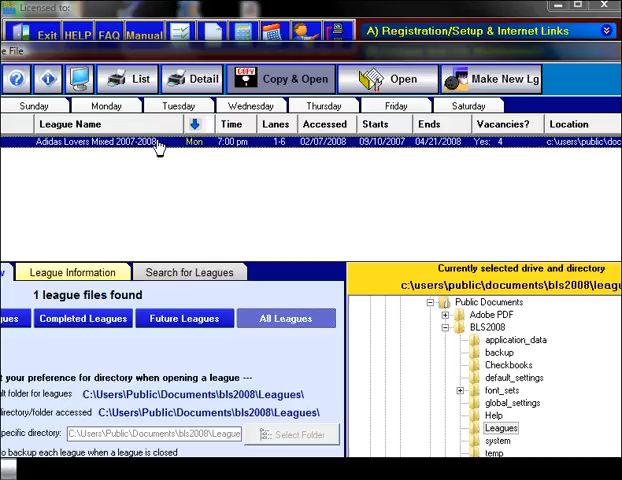 Licensed to:
Exit HELP FAQ Manual A) Registration/Setup & Internet Links
e File
List Detail Copy & Open Open Make New Lg
Sunday Monday Tuesday Wednesday Thursday Friday Saturday
League Name Time Lanes Accessed Starts Ends Vacancies? Location
Adidas Lovers Mixed 2007-2008 Mon 7:00 pm 1-6 02/07/2008 09/10/2007 04/21/2008 Yes: 4 c:\users\public\doc
w League Information Search for Leagues
Currently selected drive and directory
c:\users\public\documents\bls2008\leagu
1 league files found
gues Completed Leagues Future Leagues All Leagues
Public Documents
Adobe PDF
BLS2008
application_data
backup
Checkbooks
default_settings
font_sets
global_settings
Help
Leagues
system
temp
t your preference for directory when opening a league ---
ult folder for leagues C:\Users\Public\Documents\bls2008\Leagues\
directory/folder accessed C:\Users\Public\Documents\bls2008\Leagues\
pecific directory: C:\Users\Public\Documents\bls2008\League Select Folder
o backup each league when a league is closed